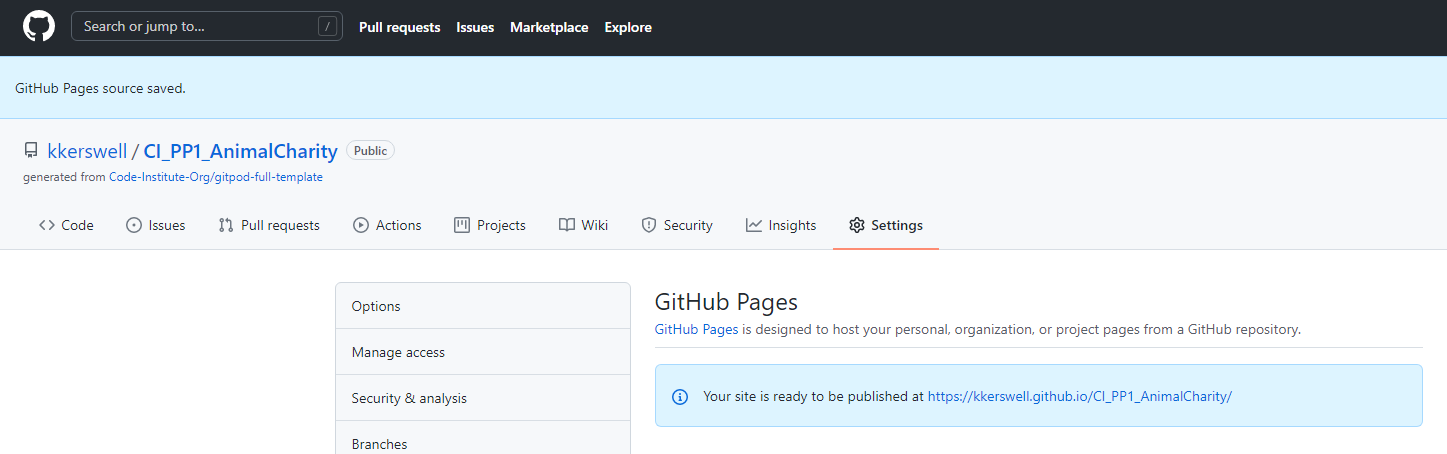 Search or jump to... /
Pull requests Issues Marketplace Explore
GitHub Pages source saved.
kkerswell / CI_PP1_AnimalCharity Public
generated from Code-Institute-Org/gitpod-full-template
Code Issues Pull requests Actions Projects Wiki Security Insights Settings
Options
Manage access
Security & analysis
Branches
GitHub Pages
GitHub Pages is designed to host your personal, organization, or project pages from a GitHub repository.
Your site is ready to be published at https://kkerswell.github.io/CI_PP1_AnimalCharity/